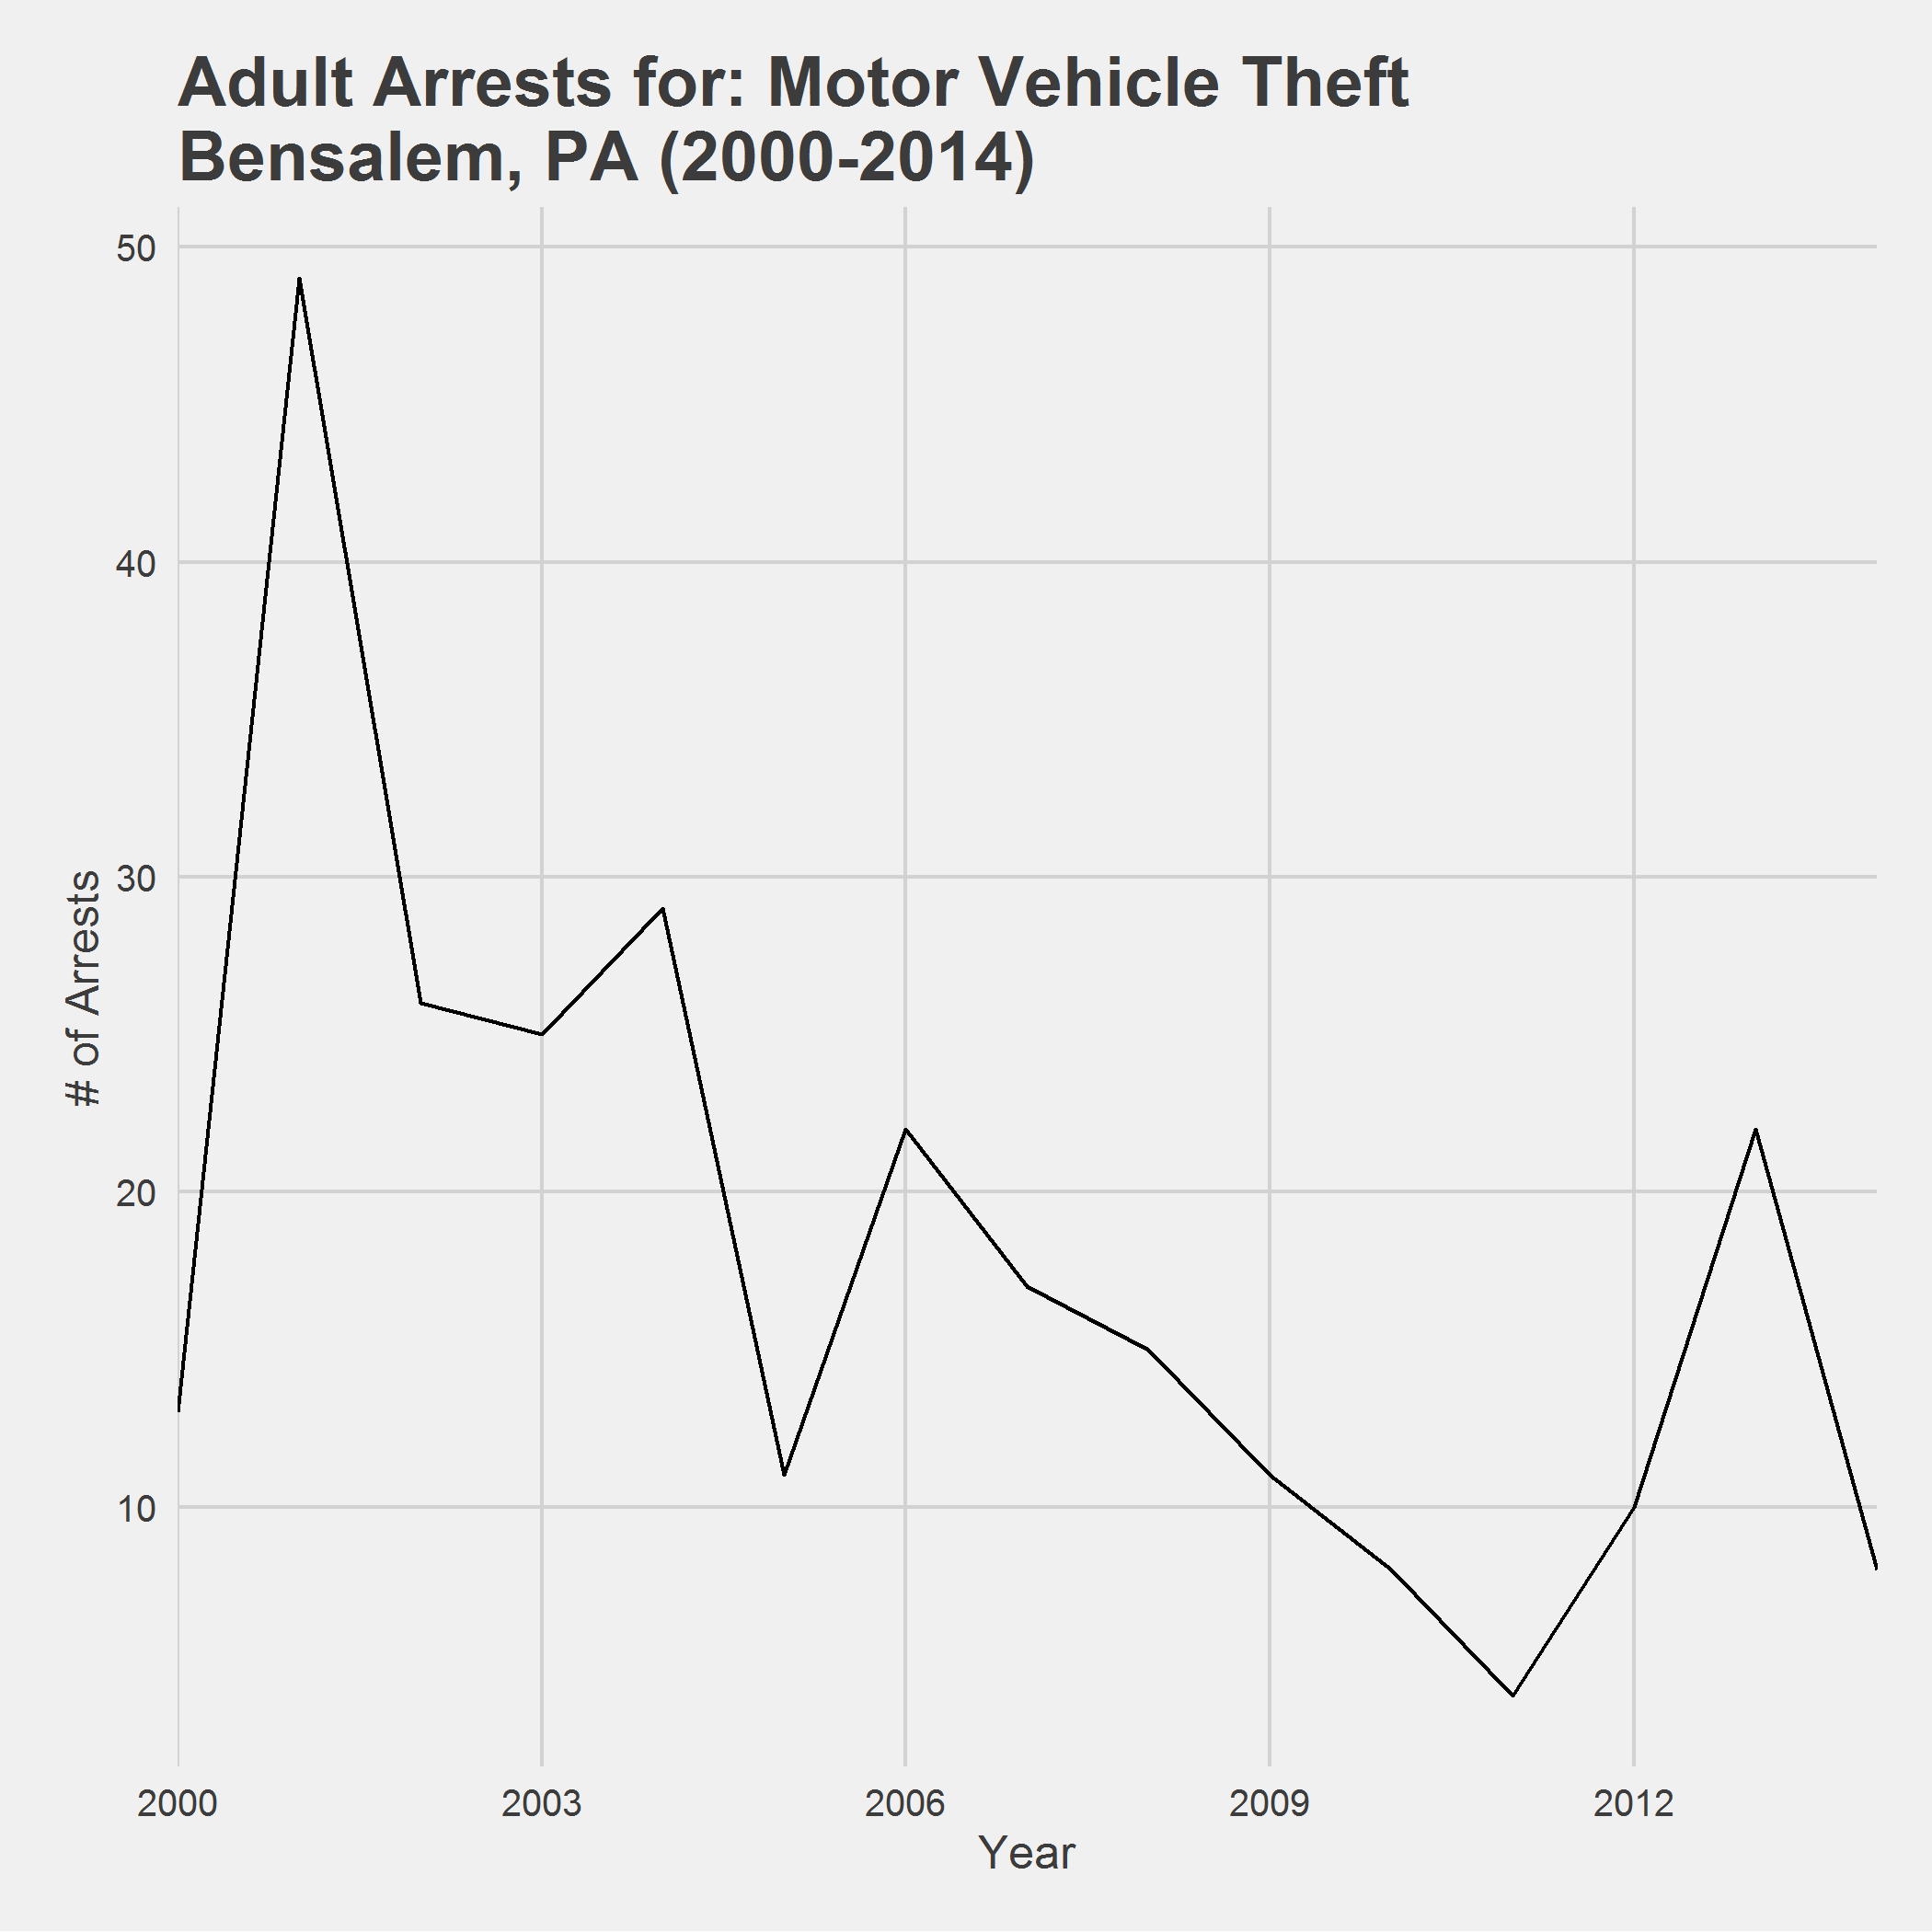 Adult Arrests for: Motor Vehicle Theft
Bensalem, PA (2000-2014)
50
40
30
20
10
# of Arrests
2000
2003
2006
2009
2012
Year